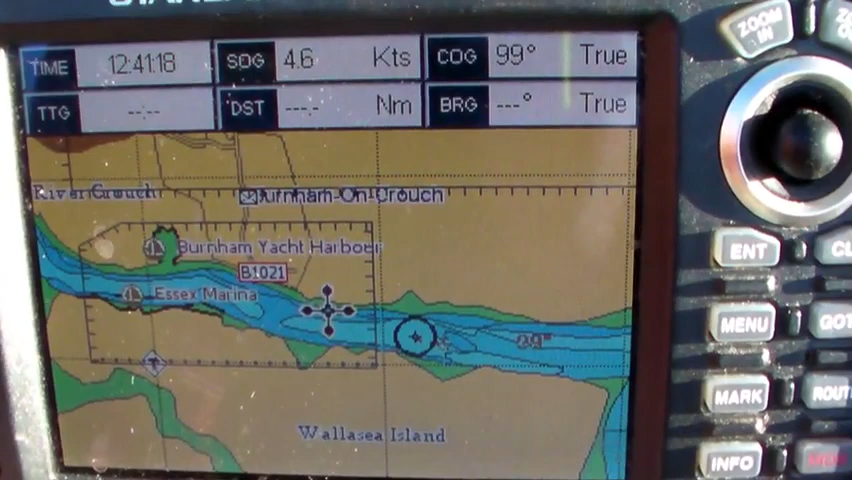 ZOOM IN
TIME 12:41:18 SOG 4.6 Kts COG 99° True
TTG --:-- DST ---.- Nm BRG ---° True
River Crouch
Burnham-On-Crouch
Burnham Yacht Harbour
B1021
Essex Marina
Wallasea Island
ENT
MENU
MARK
INFO